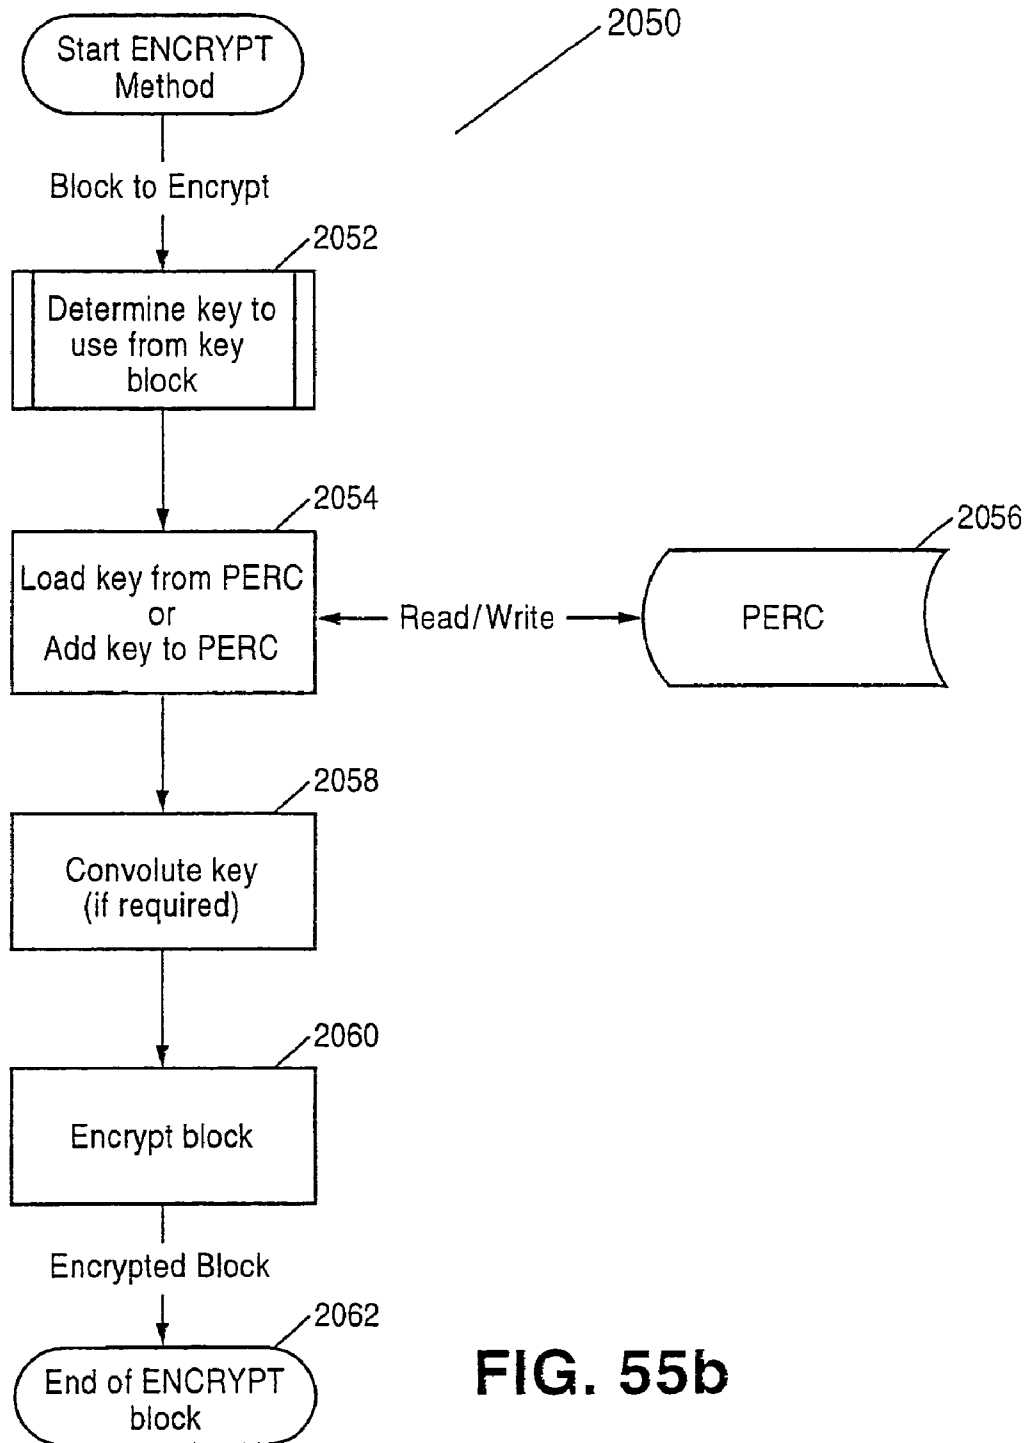 2050
Start ENCRYPT
Method
Block to Encrypt
2052
Determine key to
use from key
block
2054
Load key from PERC
or
Add key to PERC
Read/Write
2056
PERC
2058
Convolute key
(if required)
2060
Encrypt block
Encrypted Block
2062
End of ENCRYPT
block
FIG. 55b